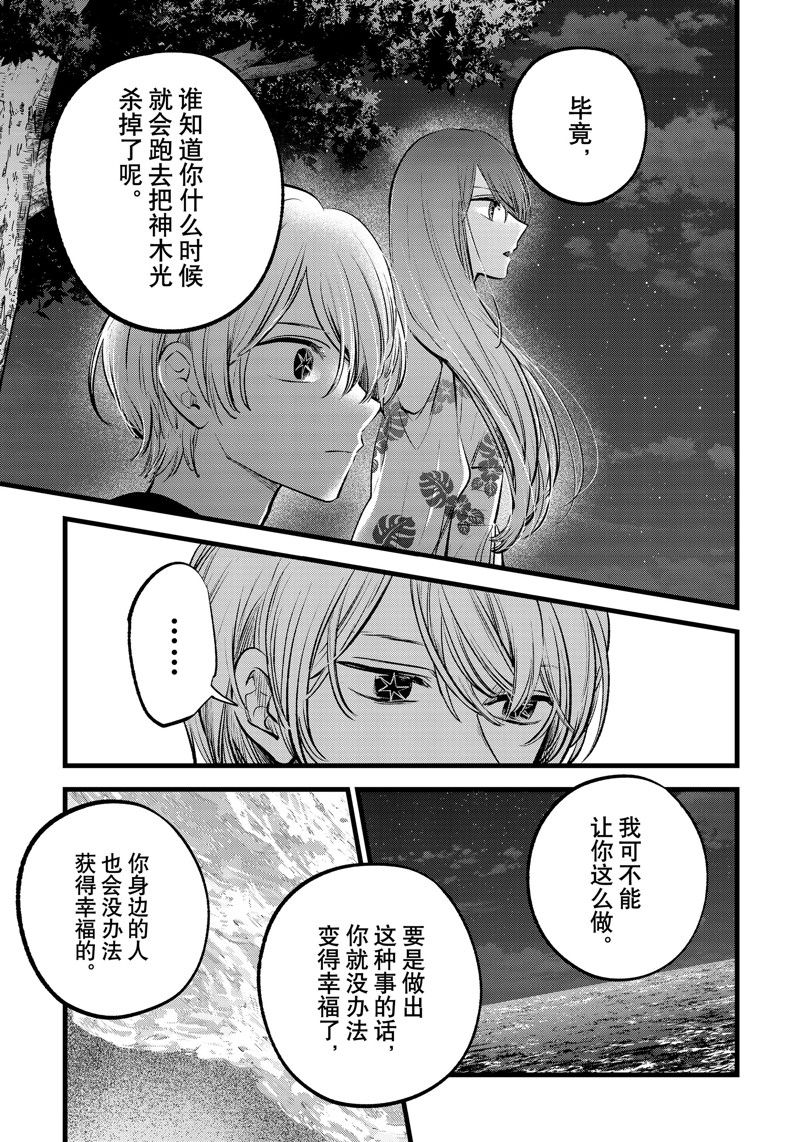 毕竟，
谁知道你什么时候
就会跑去把神木光
杀掉了呢。
……
我可不能
让你这么做。
要是做出
这种事的话，
你就没办法
变得幸福了，
你身边的人
也会没办法
获得幸福的。